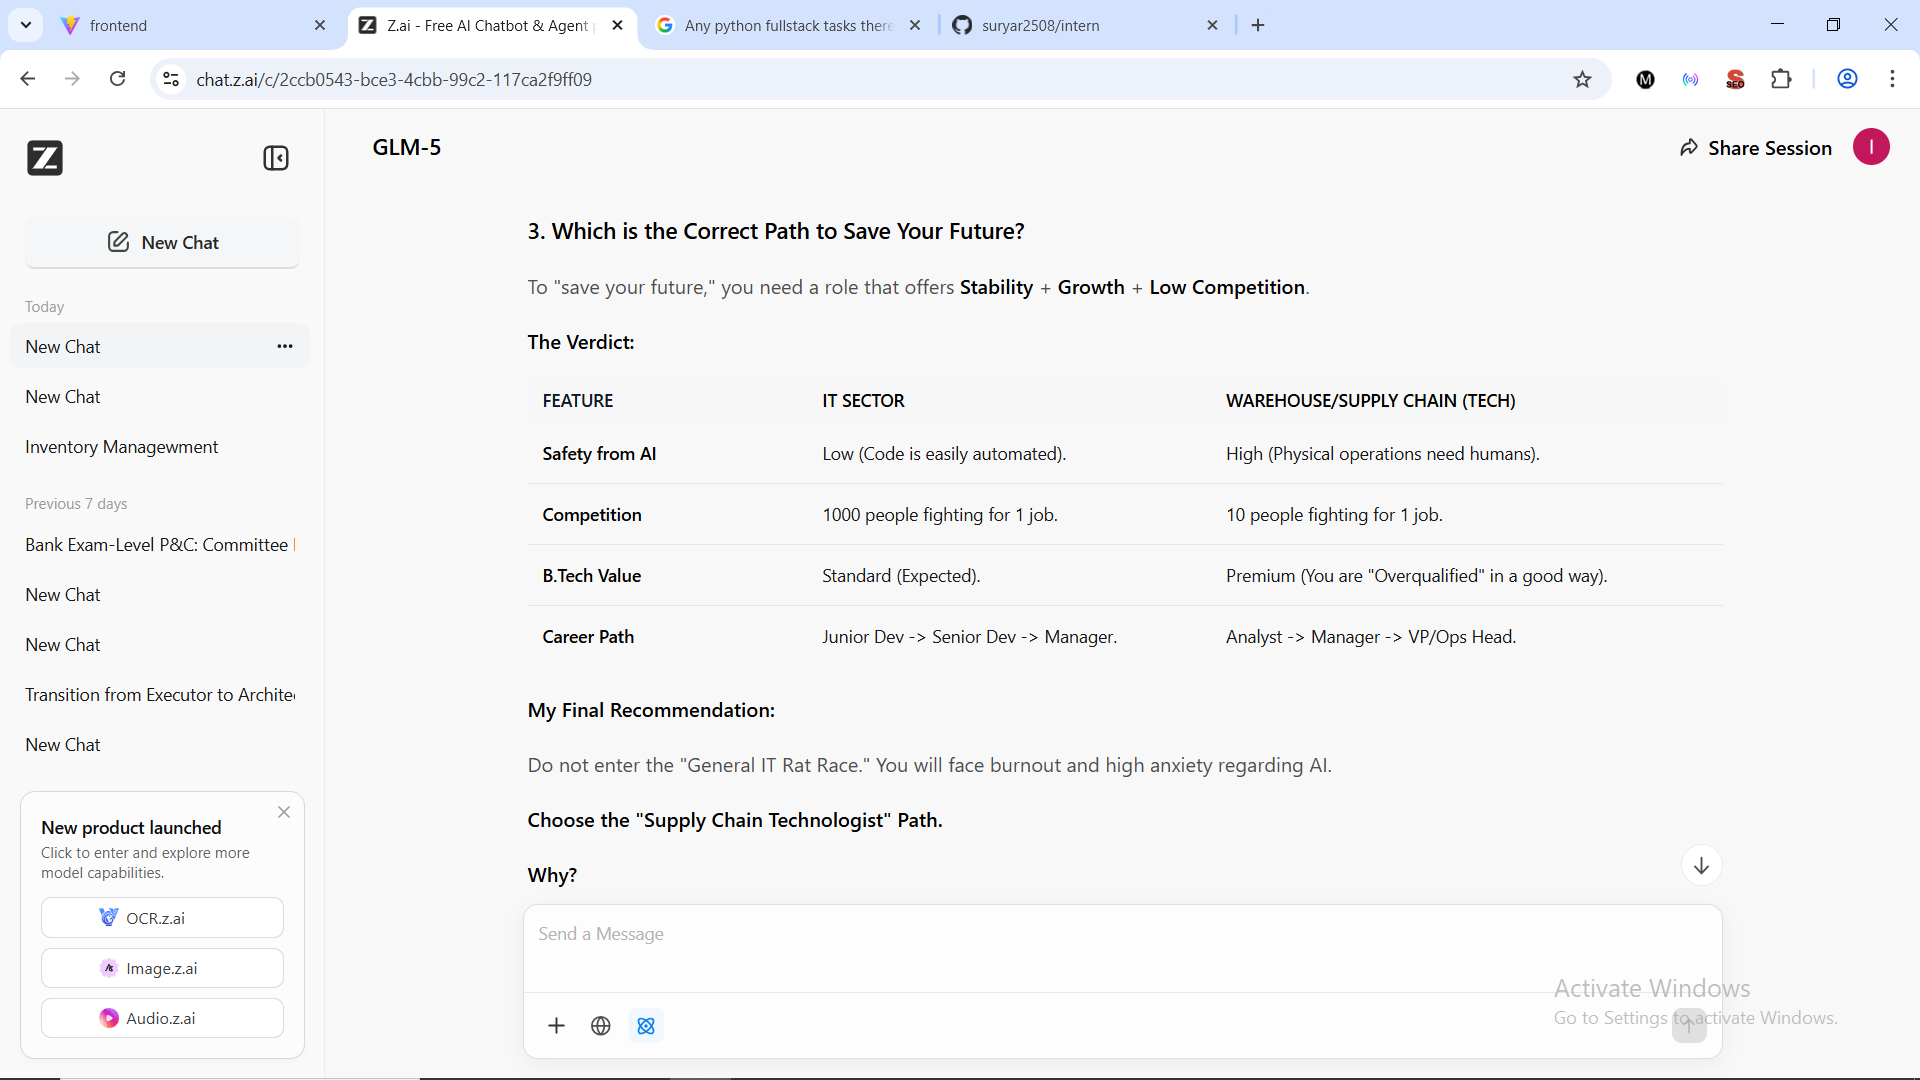 frontend
Z.ai - Free AI Chatbot & Agent
Any python fullstack tasks there
suryar2508/intern
chat.z.ai/c/2ccb0543-bce3-4cbb-99c2-117ca2f9ff09
M
SEO
Z
GLM-5
Share Session
I
New Chat
Today
New Chat
New Chat
Inventory Managewment
Previous 7 days
Bank Exam-Level P&C: Committee
New Chat
New Chat
Transition from Executor to Archite
New Chat
New product launched
Click to enter and explore more
model capabilities.
OCR.z.ai
Image.z.ai
Audio.z.ai
3. Which is the Correct Path to Save Your Future?
To "save your future," you need a role that offers Stability + Growth + Low Competition.
The Verdict:
FEATURE IT SECTOR WAREHOUSE/SUPPLY CHAIN (TECH)
Safety from AI Low (Code is easily automated). High (Physical operations need humans).
Competition 1000 people fighting for 1 job. 10 people fighting for 1 job.
B.Tech Value Standard (Expected). Premium (You are "Overqualified" in a good way).
Career Path Junior Dev -> Senior Dev -> Manager. Analyst -> Manager -> VP/Ops Head.
My Final Recommendation:
Do not enter the "General IT Rat Race." You will face burnout and high anxiety regarding AI.
Choose the "Supply Chain Technologist" Path.
Why?
Send a Message
Activate Windows
Go to Settings to activate Windows.